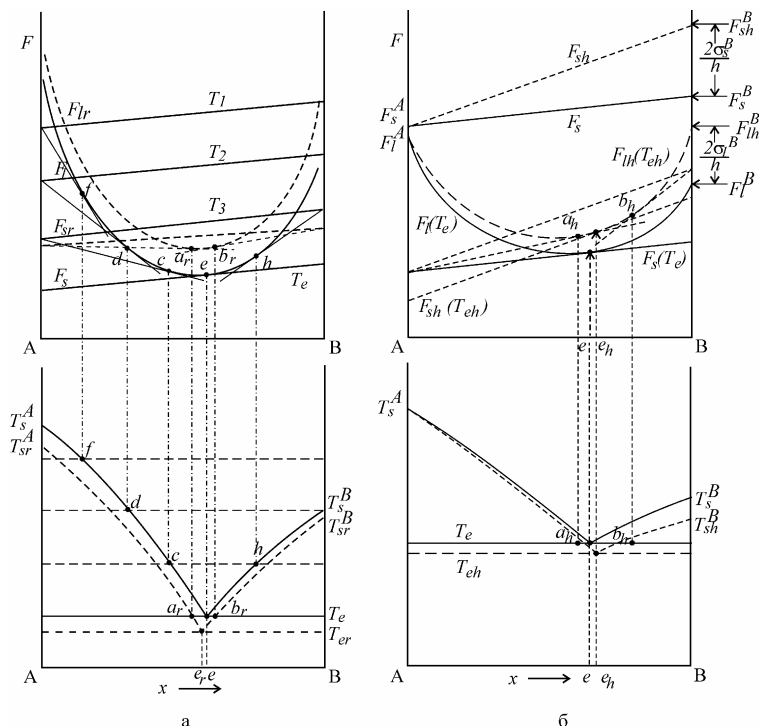 F
F_lr
T_1
F_l
f
T_2
T_3
F_sr
d
c
a_r
e
b_r
h
F_s
T_e
A
B
T_s^A
T_sr^A
f
d
c
h
a_r
b_r
T_s^B
T_sr^B
T_e
T_er
A
e_r e
B
x
а
F
F_sh^B
F_sh
2σ_s^B
h
F_s^A
F_s^B
F_s
F_l^A
F_lh^B
F_lh(T_eh)
2σ_l^B
h
F_l^B
b_h
a_h
F_l(T_e)
F_s(T_e)
F_sh (T_eh)
A
e
e_h
B
T_s^A
T_s^B
T_e
a_h
b_h
T_sh^B
T_eh
A
x
e
e_h
B
б